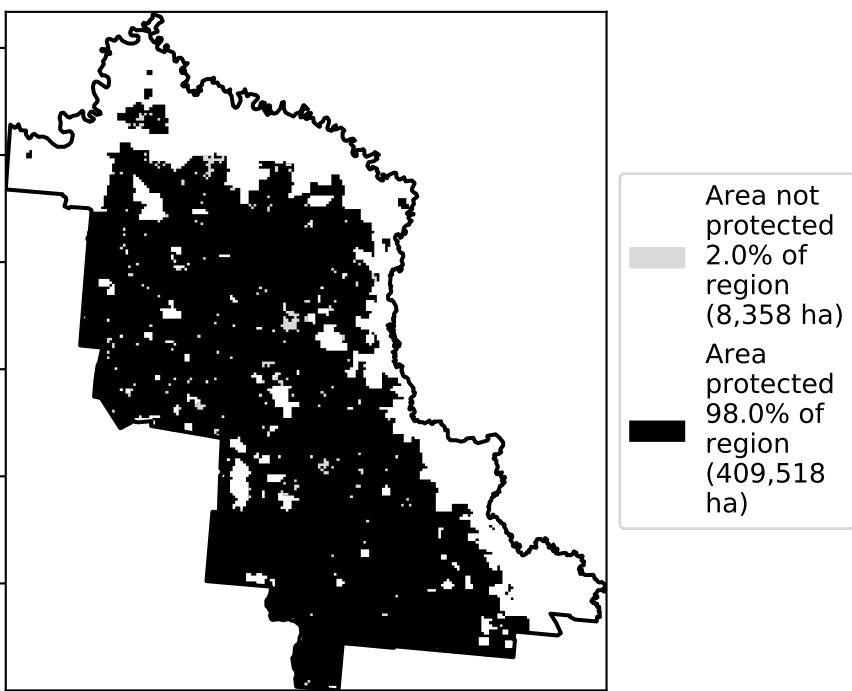 Area not
protected
2.0% of
region
(8,358 ha)
Area
protected
98.0% of
region
(409,518
ha)